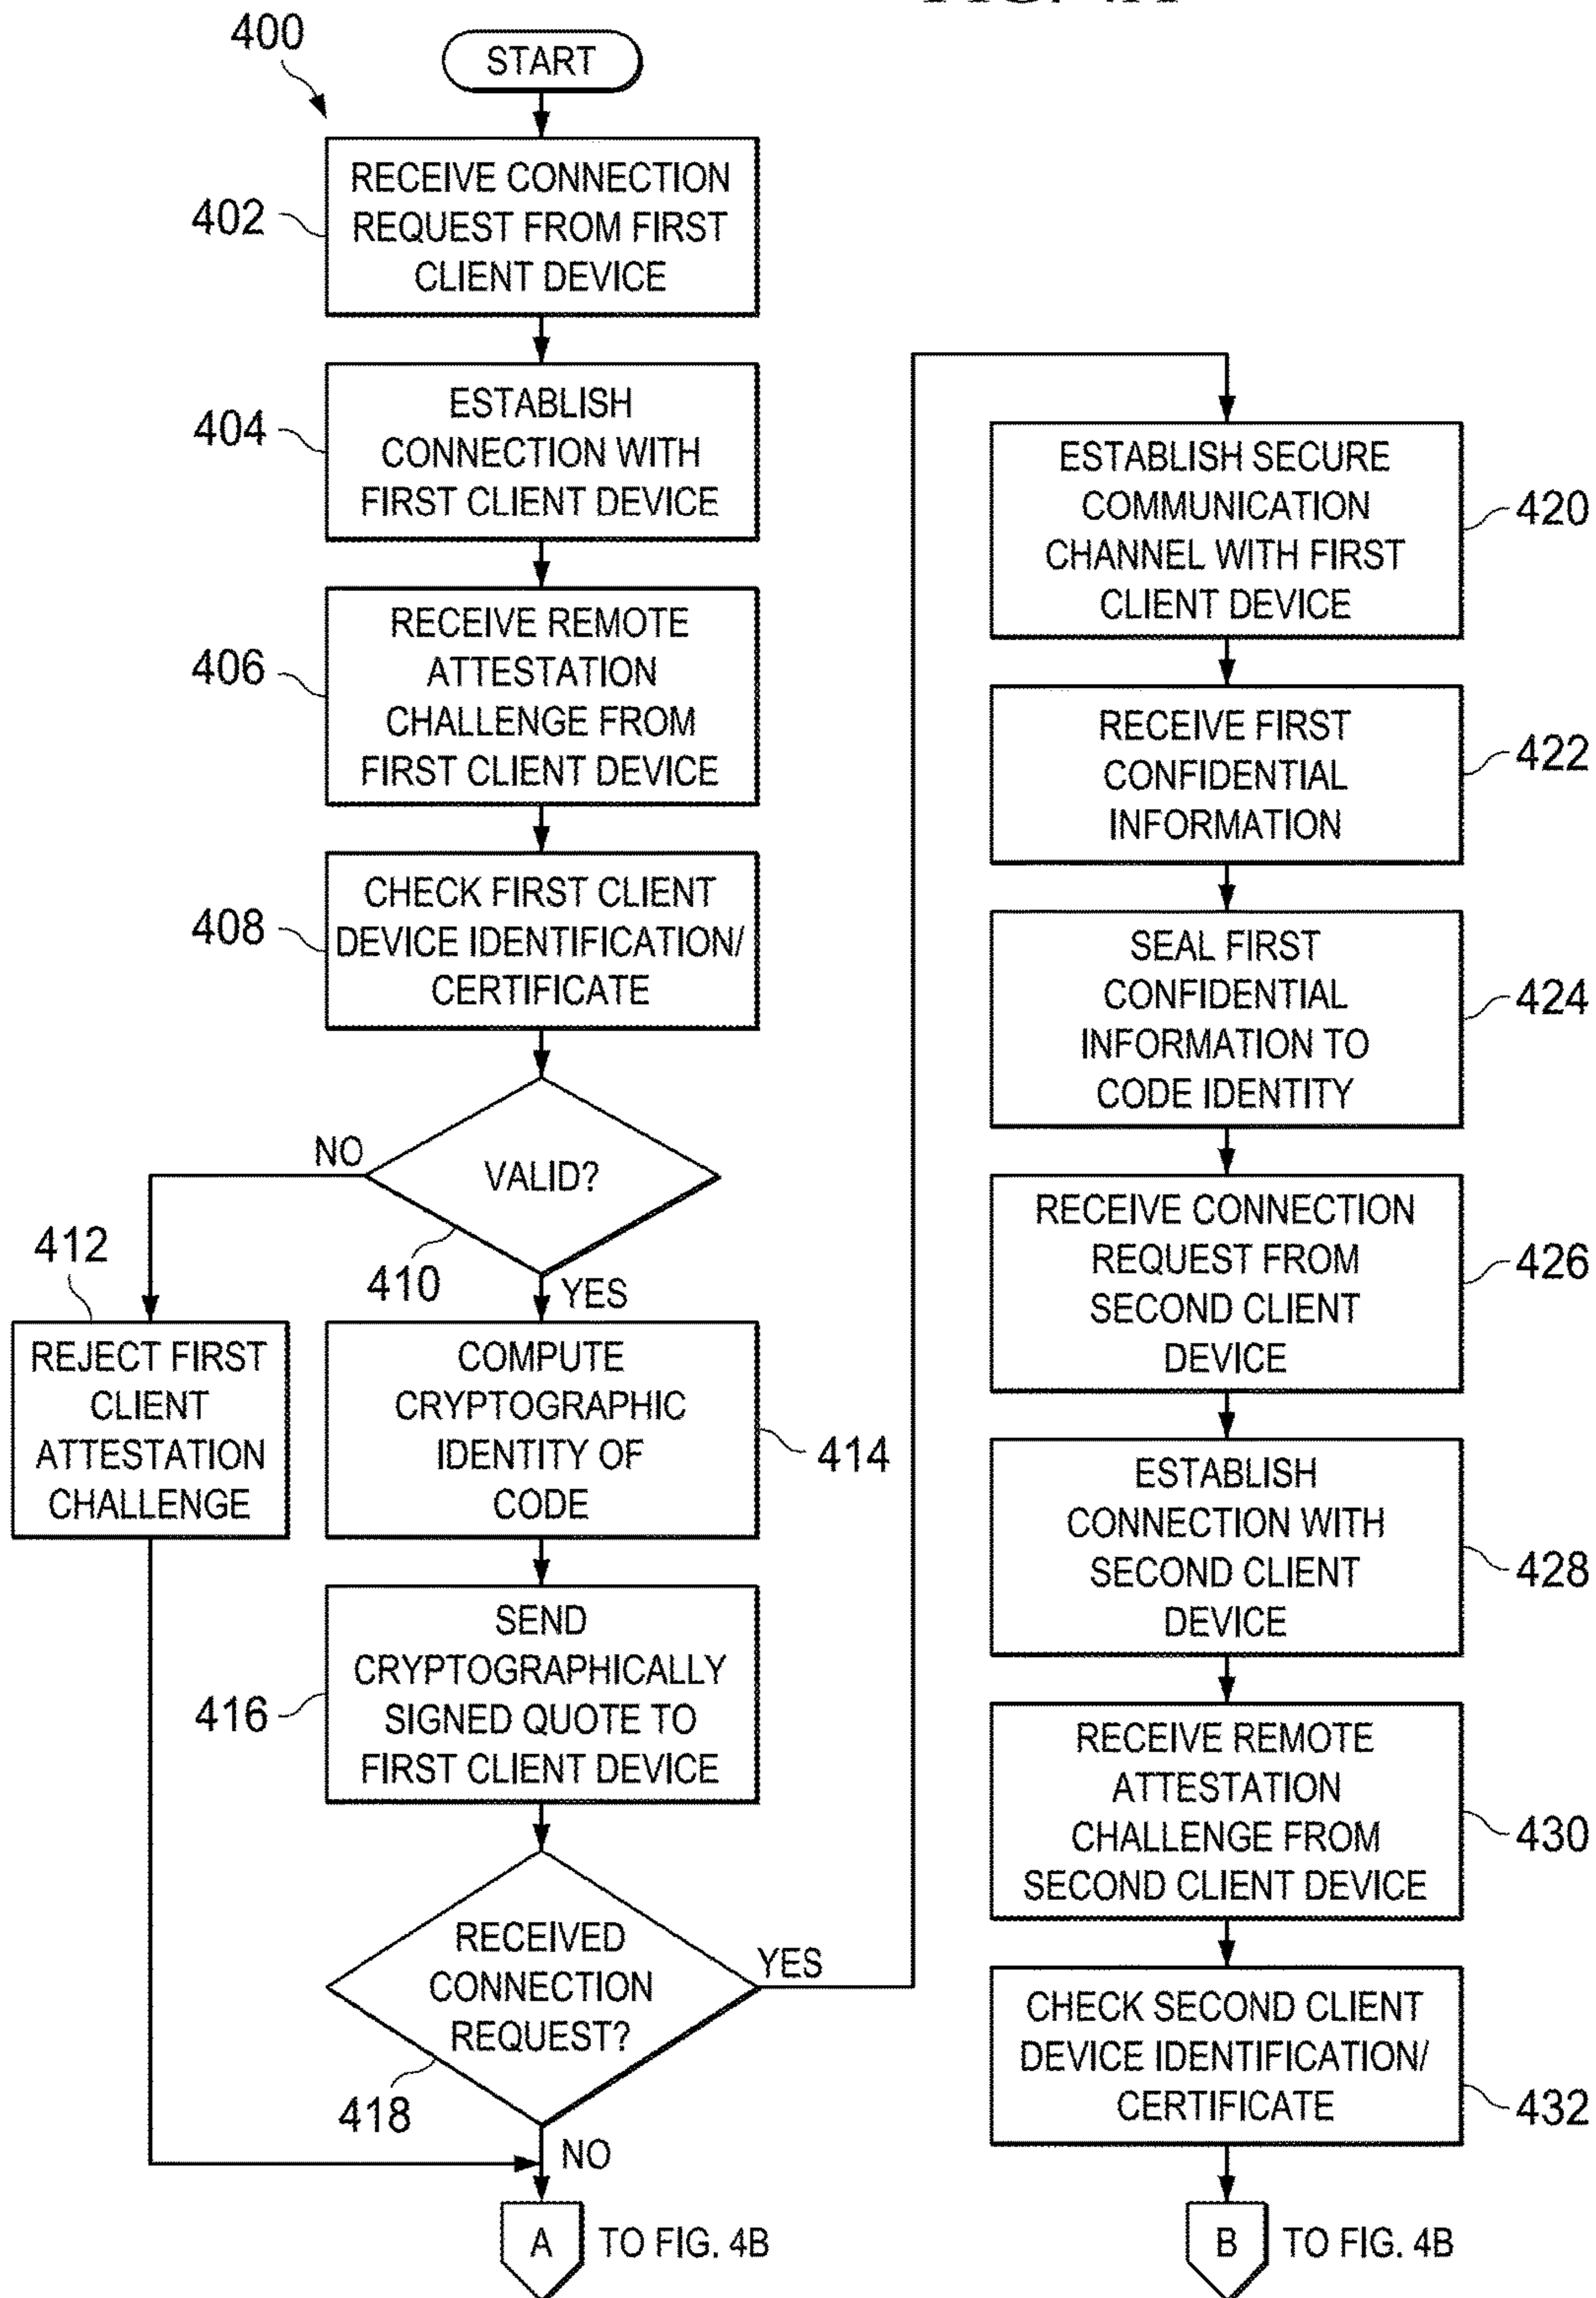 400
START
402
RECEIVE CONNECTION
REQUEST FROM FIRST
CLIENT DEVICE
404
ESTABLISH
CONNECTION WITH
FIRST CLIENT DEVICE
406
RECEIVE REMOTE
ATTESTATION
CHALLENGE FROM
FIRST CLIENT DEVICE
408
CHECK FIRST CLIENT
DEVICE IDENTIFICATION/
CERTIFICATE
NO
VALID?
410
YES
412
REJECT FIRST
CLIENT
ATTESTATION
CHALLENGE
COMPUTE
CRYPTOGRAPHIC
IDENTITY OF
CODE
414
SEND
CRYPTOGRAPHICALLY
SIGNED QUOTE TO
FIRST CLIENT DEVICE
416
RECEIVED
CONNECTION
REQUEST?
YES
418
NO
A
TO FIG. 4B
ESTABLISH SECURE
COMMUNICATION
CHANNEL WITH FIRST
CLIENT DEVICE
420
RECEIVE FIRST
CONFIDENTIAL
INFORMATION
422
SEAL FIRST
CONFIDENTIAL
INFORMATION TO
CODE IDENTITY
424
RECEIVE CONNECTION
REQUEST FROM
SECOND CLIENT
DEVICE
426
ESTABLISH
CONNECTION WITH
SECOND CLIENT
DEVICE
428
RECEIVE REMOTE
ATTESTATION
CHALLENGE FROM
SECOND CLIENT DEVICE
430
CHECK SECOND CLIENT
DEVICE IDENTIFICATION/
CERTIFICATE
432
B
TO FIG. 4B